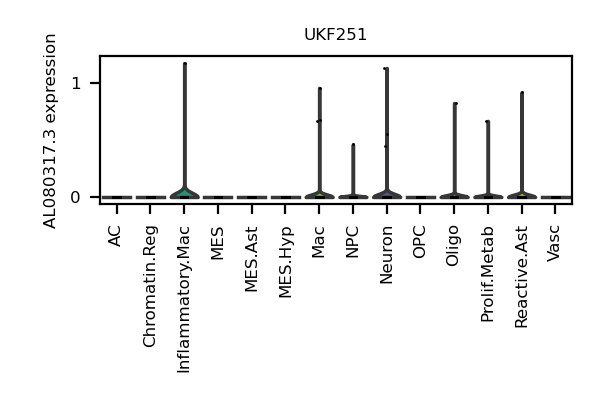 UKF251
AL080317.3 expression
1
0
AC
Chromatin.Reg
Inflammatory.Mac
MES
MES.Ast
MES.Hyp
Mac
NPC
Neuron
OPC
Oligo
Prolif.Metab
Reactive.Ast
Vasc